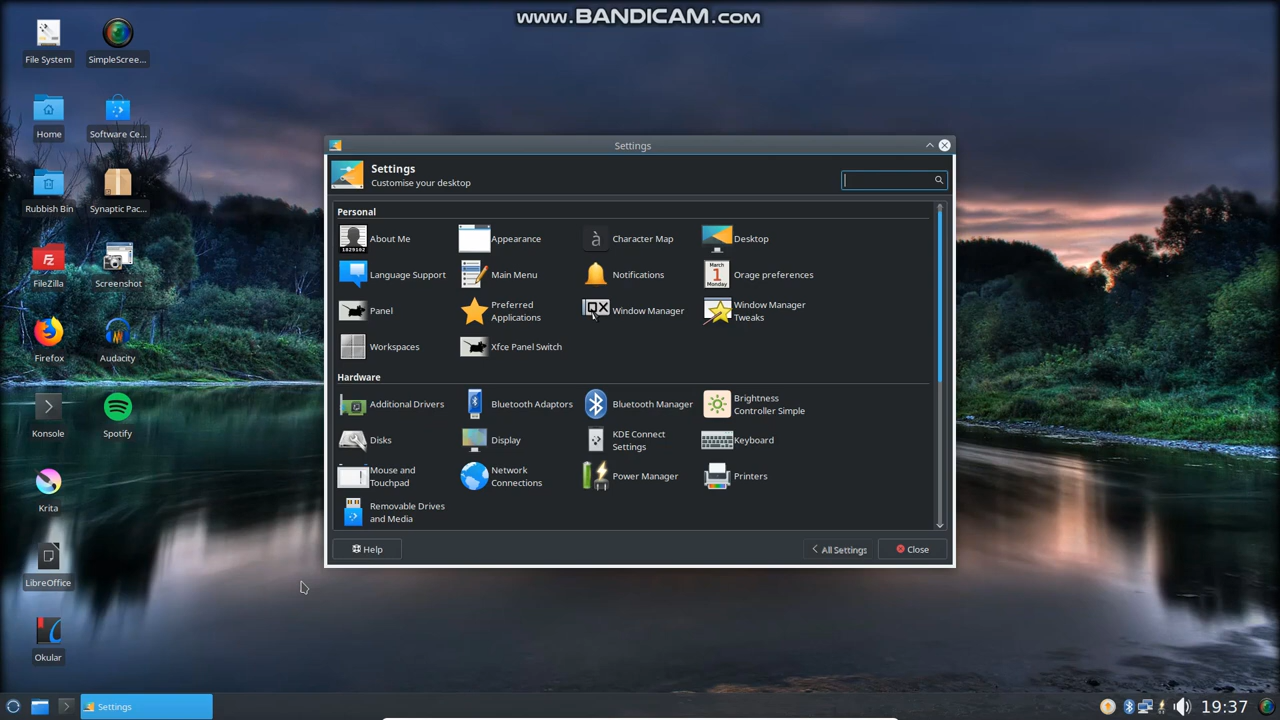 www.BANDICAM.com
File System
SimpleScree...
Home
Software Ce...
Rubbish Bin
Synaptic Pac...
FileZilla
Screenshot
Firefox
Audacity
Konsole
Spotify
Krita
LibreOffice
Okular
Settings
Settings
Customise your desktop
Personal
About Me
Appearance
Character Map
Desktop
Language Support
Main Menu
Notifications
March
1
Monday
Orage preferences
Panel
Preferred
Applications
Window Manager
Window Manager
Tweaks
Workspaces
Xfce Panel Switch
Hardware
Additional Drivers
Bluetooth Adaptors
Bluetooth Manager
Brightness
Controller Simple
Disks
Display
KDE Connect
Settings
Keyboard
Mouse and
Touchpad
Network
Connections
Power Manager
Printers
Removable Drives
and Media
Help
All Settings
Close
Settings
19:37